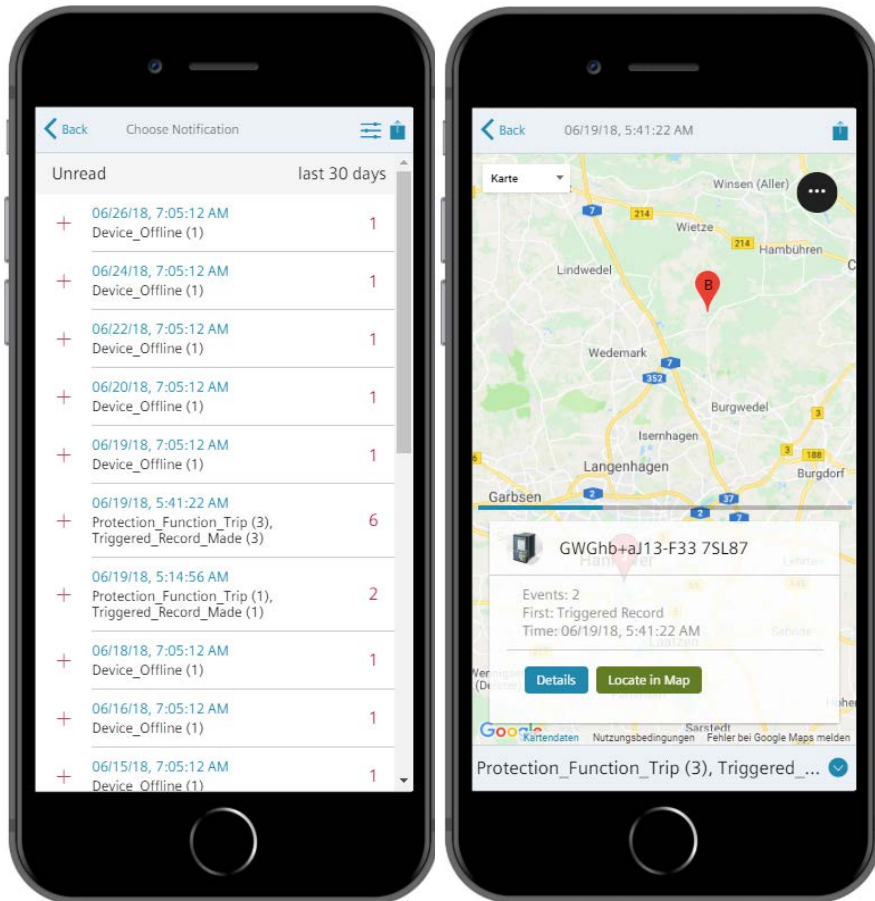 Back
Choose Notification
Unread
last 30 days
06/26/18, 7:05:12 AM
Device_Offline (1)
1
06/24/18, 7:05:12 AM
Device_Offline (1)
1
06/22/18, 7:05:12 AM
Device_Offline (1)
1
06/20/18, 7:05:12 AM
Device_Offline (1)
1
06/19/18, 7:05:12 AM
Device_Offline (1)
1
06/19/18, 5:41:22 AM
Protection_Function_Trip (3),
Triggered_Record_Made (3)
6
06/19/18, 5:14:56 AM
Protection_Function_Trip (1),
Triggered_Record_Made (1)
2
06/18/18, 7:05:12 AM
Device_Offline (1)
1
06/16/18, 7:05:12 AM
Device_Offline (1)
1
06/15/18, 7:05:12 AM
Device_Offline (1)
1
Back
06/19/18, 5:41:22 AM
Karte
Winsen (Aller)
7
214
Wietze
214
Hambühren
Lindwedel
B
Wedemark
7
352
Burgwedel
3
Isernhagen
3
188
Langenhagen
Burgdorf
Garbsen
2
37
2
7
GWGhb+aJ13-F33 7SL87
Hannover
Lehrte
Events: 2
First: Triggered Record
Time: 06/19/18, 5:41:22 AM
Sehnde
Laatzen
Details
Locate in Map
Google
Sarstedt
Kartendaten
Nutzungsbedingungen
Fehler bei Google Maps melden
Protection_Function_Trip (3), Triggered_...